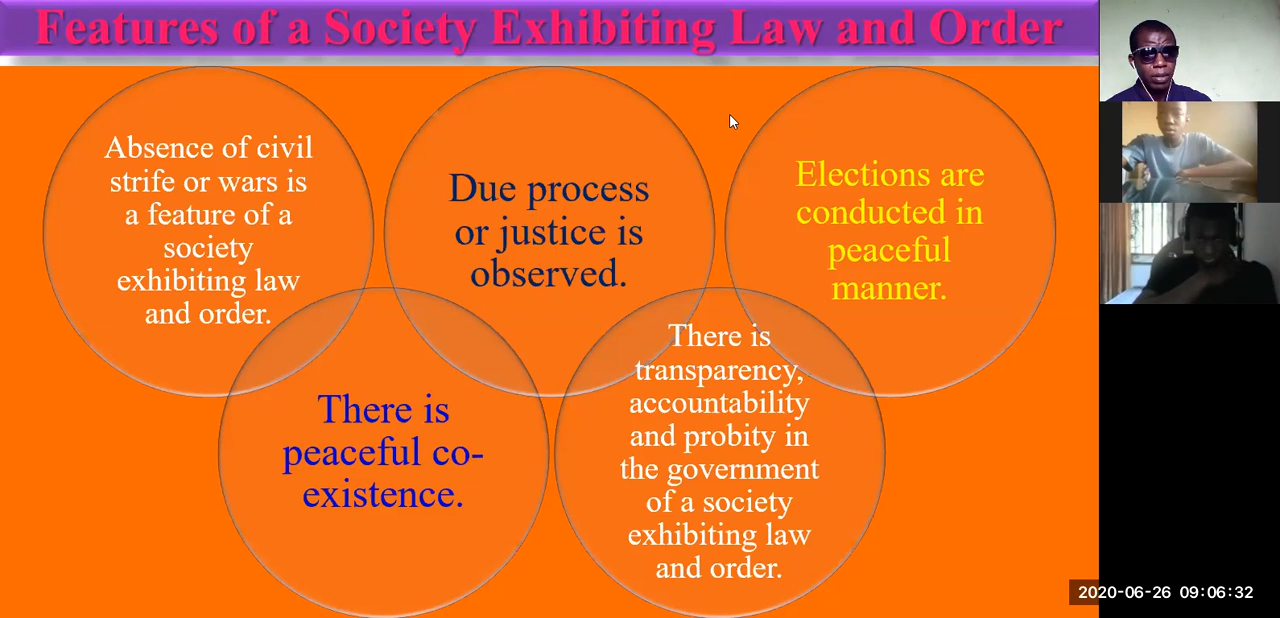 Features of a Society Exhibiting Law and Order
Absence of civil
strife or wars is
a feature of a
society
exhibiting law
and order.
Due process
or justice is
observed.
Elections are
conducted in
peaceful
manner.
There is
peaceful co-
existence.
There is
transparency,
accountability
and probity in
the government
of a society
exhibiting law
and order.
2020-06-26 09:06:32